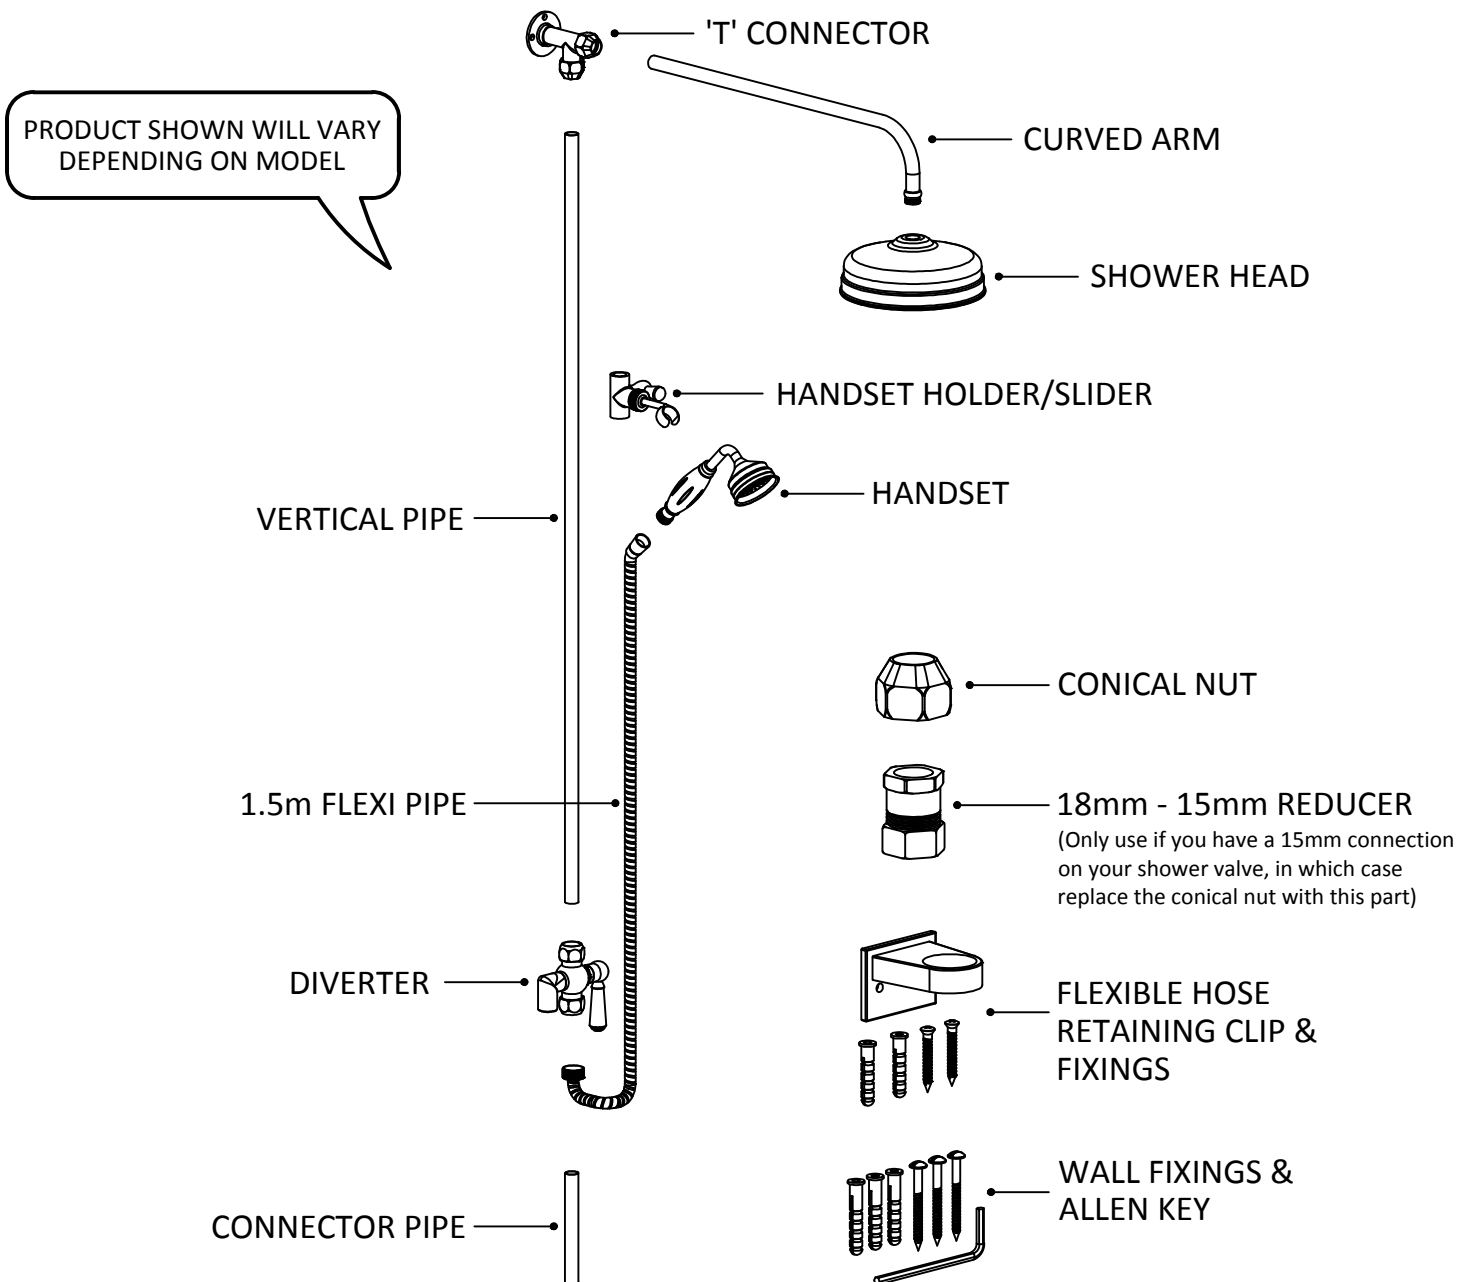 'T' CONNECTOR
PRODUCT SHOWN WILL VARY
DEPENDING ON MODEL
CURVED ARM
SHOWER HEAD
HANDSET HOLDER/SLIDER
HANDSET
VERTICAL PIPE
CONICAL NUT
1.5m FLEXI PIPE
18mm - 15mm REDUCER
(Only use if you have a 15mm connection
on your shower valve, in which case
replace the conical nut with this part)
DIVERTER
FLEXIBLE HOSE
RETAINING CLIP &
FIXINGS
WALL FIXINGS &
ALLEN KEY
CONNECTOR PIPE